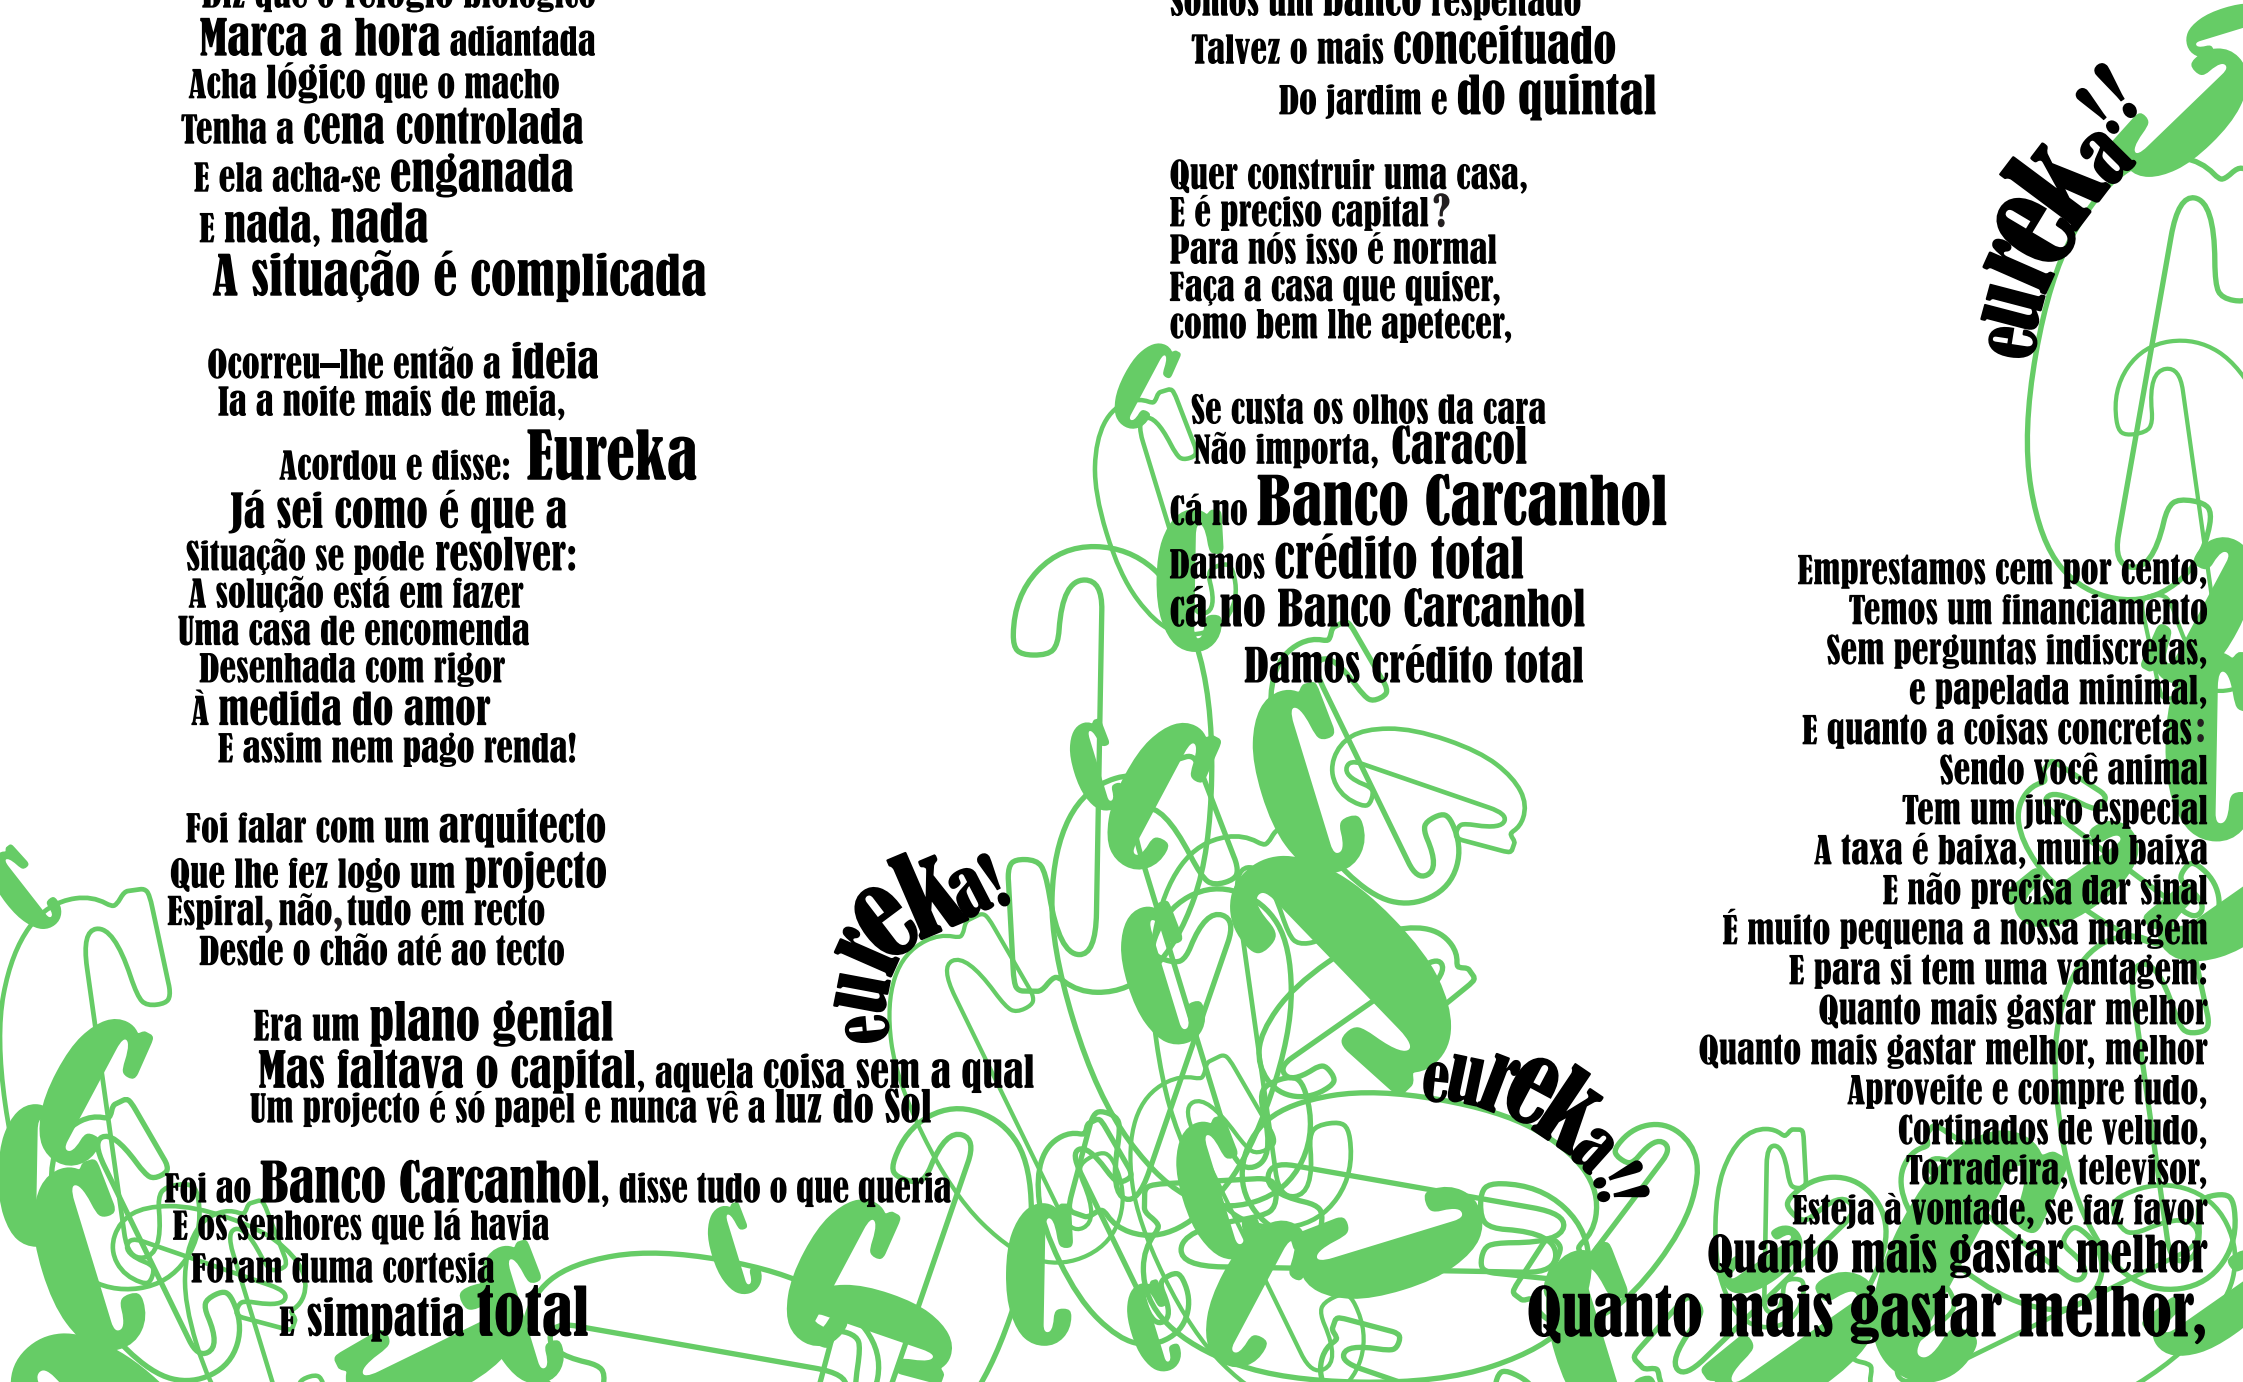 Diz que o relógio biológico
Marca a hora adiantada
Acha lógico que o macho
Tenha a cena controlada
E ela acha-se enganada
E nada, nada
A situação é complicada
Ocorreu–lhe então a ideia
Ia a noite mais de meia,
Acordou e disse: Eureka
Já sei como é que a
Situação se pode resolver:
A solução está em fazer
Uma casa de encomenda
Desenhada com rigor
À medida do amor
E assim nem pago renda!
Foi falar com um arquitecto
Que lhe fez logo um projecto
Espiral, não, tudo em recto
Desde o chão até ao tecto
Era um plano genial
Mas faltava o capital, aquela coisa sem a qual
Um projecto é só papel e nunca vê a luz do Sol
Foi ao Banco Carcanhol, disse tudo o que queria
E os senhores que lá havia
Foram duma cortesia
E simpatia total
eureka!
somos um banco respeitado
Talvez o mais conceituado
Do jardim e do quintal
Quer construir uma casa,
E é preciso capital?
Para nós isso é normal
Faça a casa que quiser,
como bem lhe apetecer,
Se custa os olhos da cara
Não importa, Caracol
Cá no Banco Carcanhol
Damos crédito total
cá no Banco Carcanhol
Damos crédito total
eureka!!
eureka!!
Emprestamos cem por cento,
Temos um financiamento
Sem perguntas indiscretas,
e papelada minimal,
E quanto a coisas concretas:
Sendo você animal
Tem um juro especial
A taxa é baixa, muito baixa
E não precisa dar sinal
É muito pequena a nossa margem
E para si tem uma vantagem:
Quanto mais gastar melhor
Quanto mais gastar melhor, melhor
Aproveite e compre tudo,
Cortinados de veludo,
Torradeira, televisor,
Esteja à vontade, se faz favor
Quanto mais gastar melhor
Quanto mais gastar melhor,